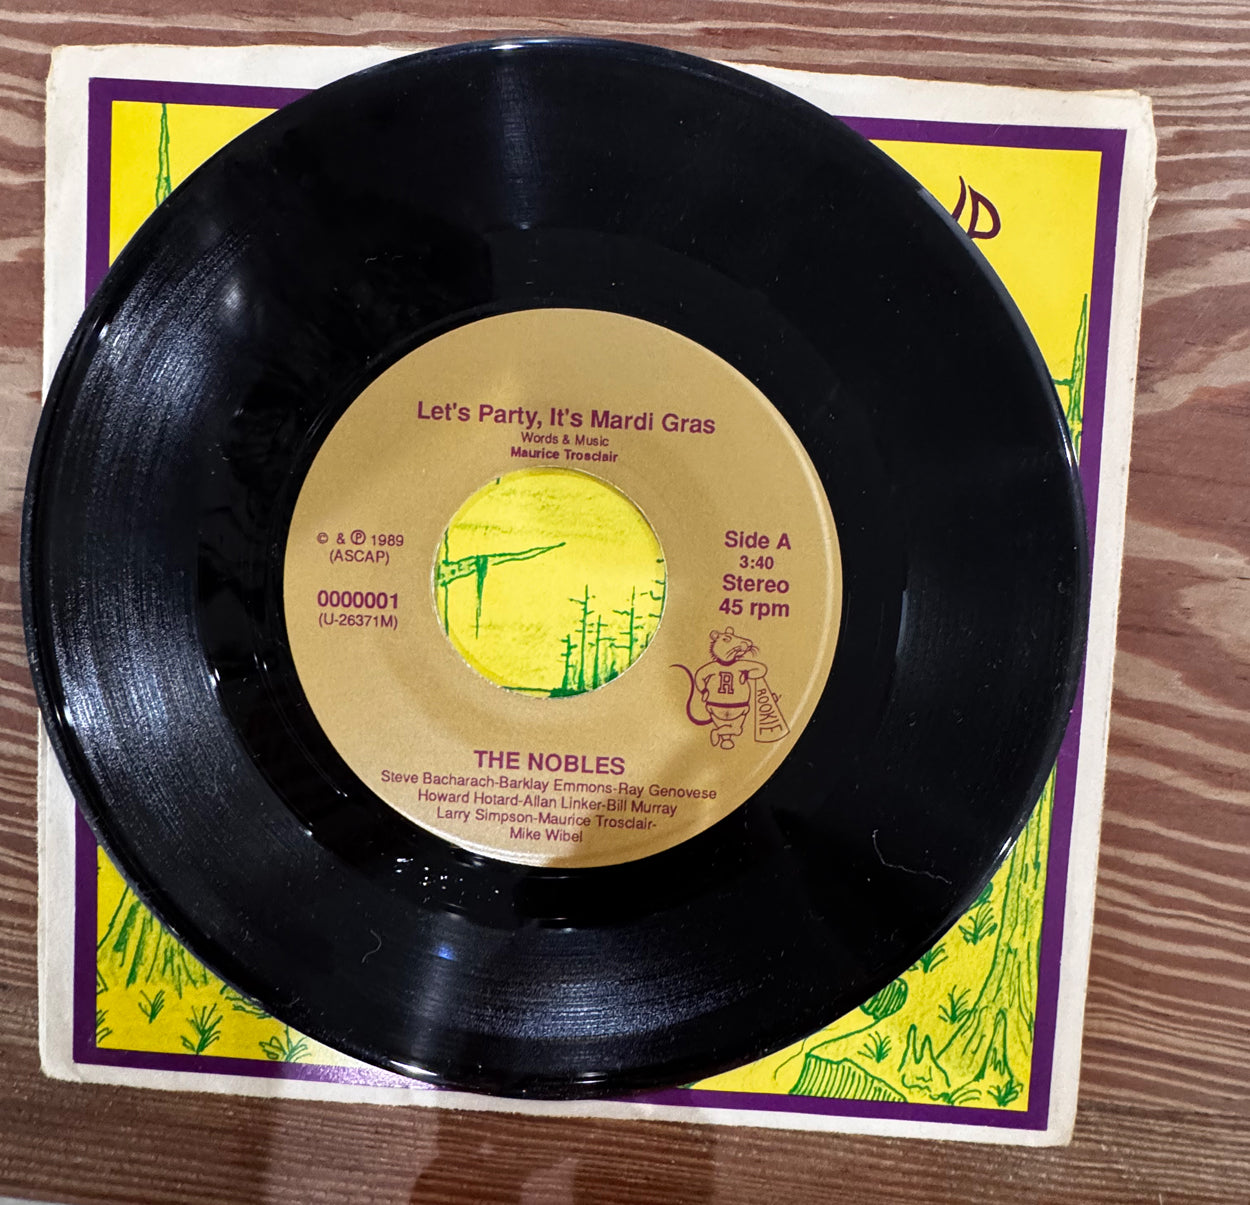 Let's Party, It's Mardi Gras
Words & Music
Maurice Trosclair
© & ℗ 1989
(ASCAP)
0000001
(U-26371M)
Side A
3:40
Stereo
45 rpm
R
ROOKIE
THE NOBLES
Steve Bacharach-Barklay Emmons-Ray Genovese
Howard Hotard-Allan Linker-Bill Murray
Larry Simpson-Maurice Trosclair-
Mike Wibel